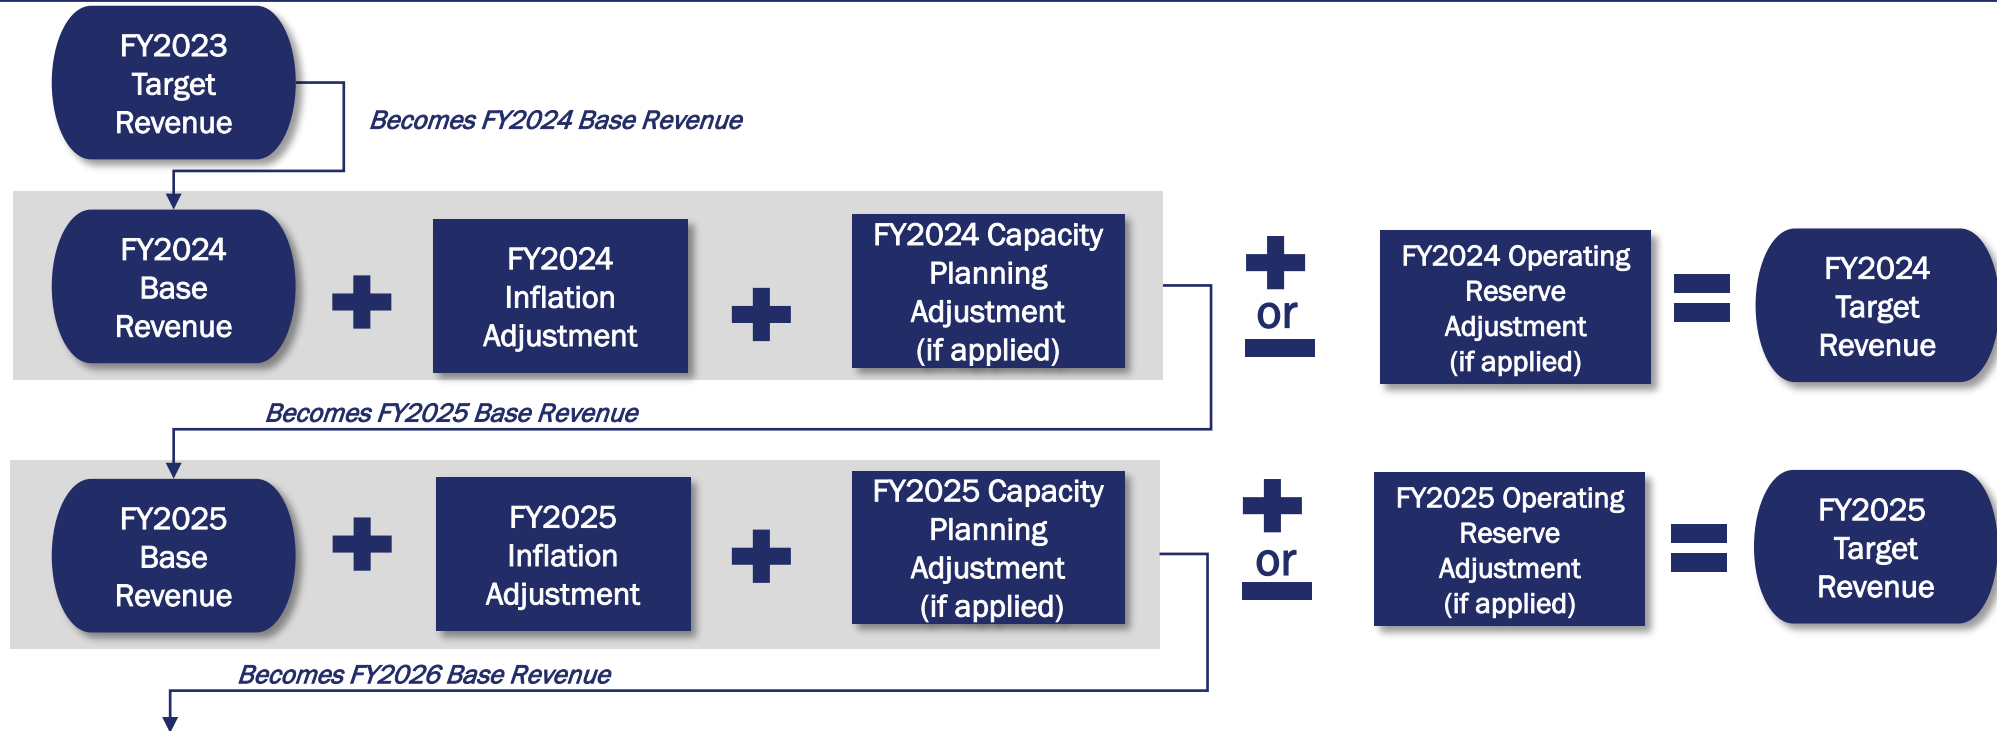 FY2023
Target
Revenue
Becomes FY2024 Base Revenue
FY2024
Base
Revenue
FY2024
Inflation
Adjustment
FY2024 Capacity
Planning
Adjustment
(if applied)
or
FY2024 Operating
Reserve
Adjustment
(if applied)
FY2024
Target
Revenue
Becomes FY2025 Base Revenue
FY2025
Base
Revenue
FY2025
Inflation
Adjustment
FY2025 Capacity
Planning
Adjustment
(if applied)
or
FY2025 Operating
Reserve
Adjustment
(if applied)
FY2025
Target
Revenue
Becomes FY2026 Base Revenue